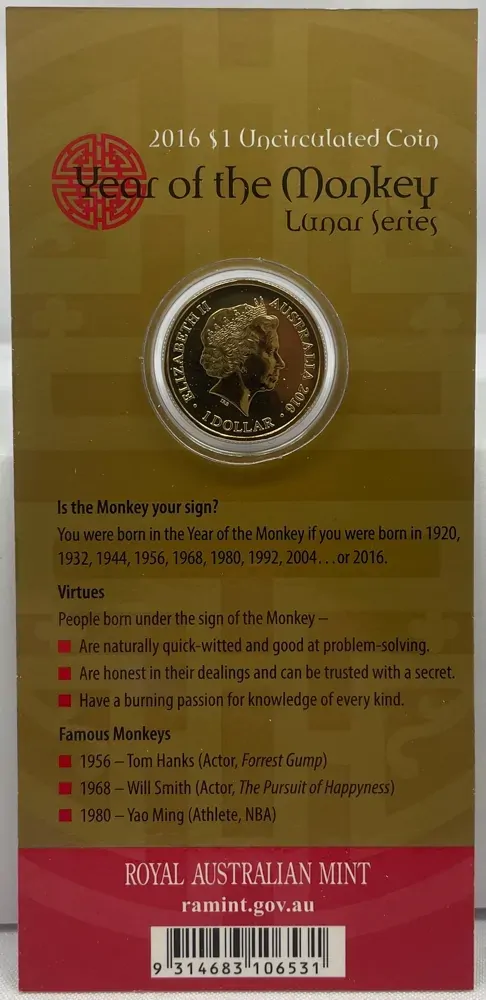 2016 $1 Uncirculated Coin
Year of the Monkey
Lunar Series
ELIZABETH II
AUSTRALIA 2016
1 DOLLAR
Is the Monkey your sign?
You were born in the Year of the Monkey if you were born in 1920,
1932, 1944, 1956, 1968, 1980, 1992, 2004…or 2016.
Virtues
People born under the sign of the Monkey –
Are naturally quick-witted and good at problem-solving.
Are honest in their dealings and can be trusted with a secret.
Have a burning passion for knowledge of every kind.
Famous Monkeys
1956 – Tom Hanks (Actor, Forrest Gump)
1968 – Will Smith (Actor, The Pursuit of Happyness)
1980 – Yao Ming (Athlete, NBA)
ROYAL AUSTRALIAN MINT
ramint.gov.au
9 314683 106531